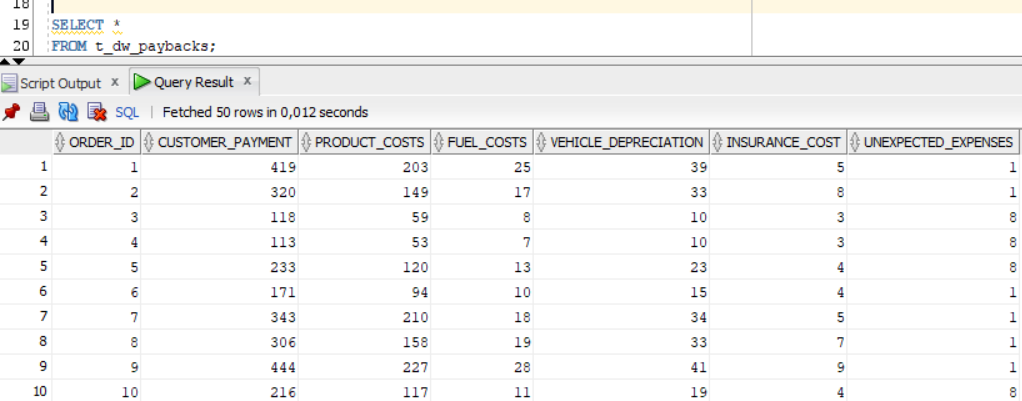 18
19 SELECT *
20 FROM t_dw_paybacks;
Script Output x Query Result x
SQL | Fetched 50 rows in 0,012 seconds
ORDER_ID CUSTOMER_PAYMENT PRODUCT_COSTS FUEL_COSTS VEHICLE_DEPRECIATION INSURANCE_COST UNEXPECTED_EXPENSES
1 1 419 203 25 39 5 1
2 2 320 149 17 33 8 1
3 3 118 59 8 10 3 8
4 4 113 53 7 10 3 8
5 5 233 120 13 23 4 8
6 6 171 94 10 15 4 1
7 7 343 210 18 34 5 1
8 8 306 158 19 33 7 1
9 9 444 227 28 41 9 1
10 10 216 117 11 19 4 8